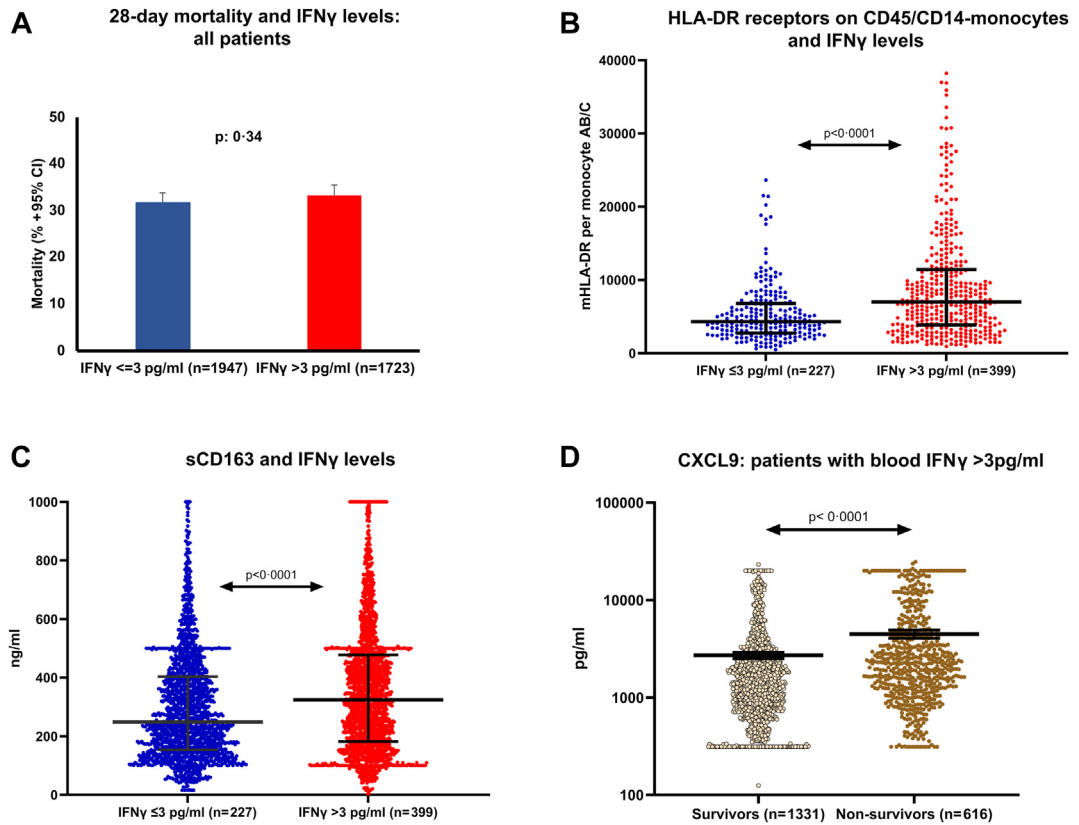 A
28-day mortality and IFNγ levels:
all patients
Mortality (% + 95% CI)
50
40
30
20
10
0
p: 0·34
IFNγ <=3 pg/ml (n=1947)
IFNγ >3 pg/ml (n=1723)
B
HLA-DR receptors on CD45/CD14-monocytes
and IFNγ levels
mHLA-DR per monocyte AB/C
40000
30000
20000
10000
0
p<0·0001
IFNγ ≤3 pg/ml (n=227)
IFNγ >3 pg/ml (n=399)
C
sCD163 and IFNγ levels
ng/ml
1000
800
600
400
200
0
p<0·0001
IFNγ ≤3 pg/ml (n=227)
IFNγ >3 pg/ml (n=399)
D
CXCL9: patients with blood IFNγ >3pg/ml
pg/ml
100000
10000
1000
100
p< 0·0001
Survivors (n=1331)
Non-survivors (n=616)